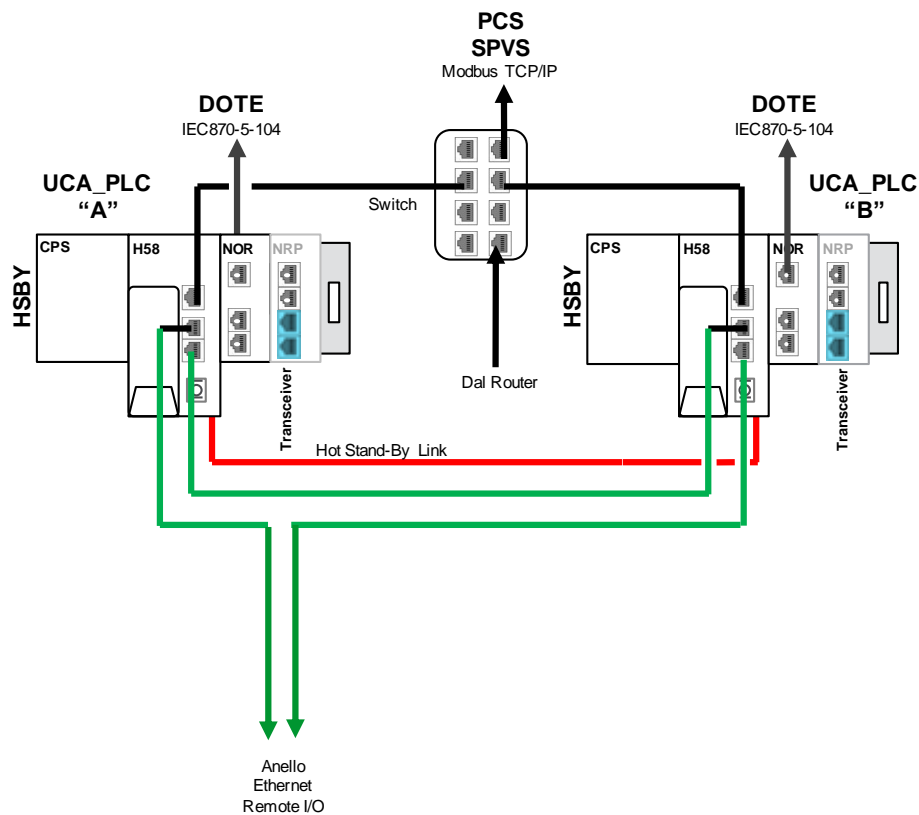 PCS
SPVS
Modbus TCP/IP
DOTE
IEC870-5-104
DOTE
IEC870-5-104
UCA_PLC
“A”
Switch
UCA_PLC
“B”
HSBY
CPS
H58
NOR
NRP
HSBY
CPS
H58
NOR
NRP
Transceiver
Dal Router
Transceiver
Hot Stand-By Link
Anello
Ethernet
Remote I/O